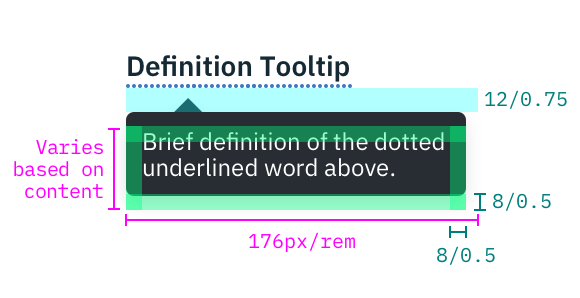 Definition Tooltip
12/0.75
Brief definition of the dotted
underlined word above.
Varies
based on
content
8/0.5
176px/rem
8/0.5